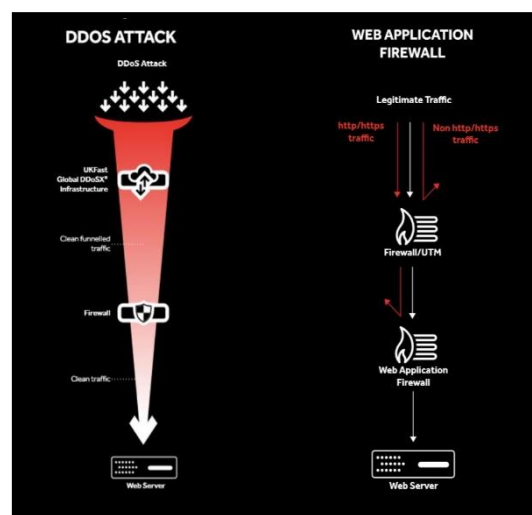 DDOS ATTACK
DDoS Attack
UKFast
Global DDoSX®
Infrastructure
Clean funnelled
traffic
Firewall
Clean traffic
Web Server
WEB APPLICATION
FIREWALL
Legitimate Traffic
http/https
traffic
Non http/https
traffic
Firewall/UTM
Web Application
Firewall
Web Server